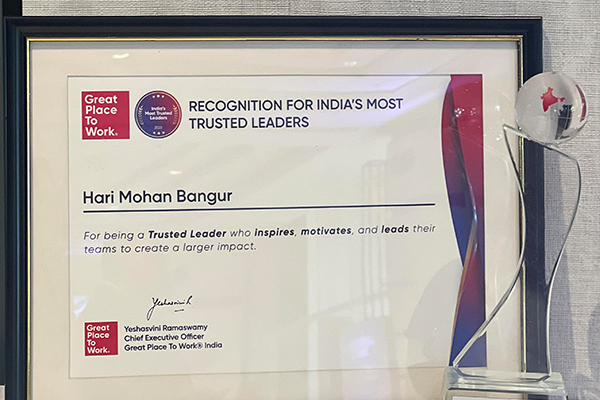 Great
Place
To
Work®
India's
Most Trusted
Leaders
RECOGNITION FOR INDIA'S MOST
TRUSTED LEADERS
Hari Mohan Bangur
For being a Trusted Leader who inspires, motivates, and leads their
teams to create a larger impact.
Great
Place
To
Work®
Yeshasvini Ramaswamy
Chief Executive Officer
Great Place To Work® India